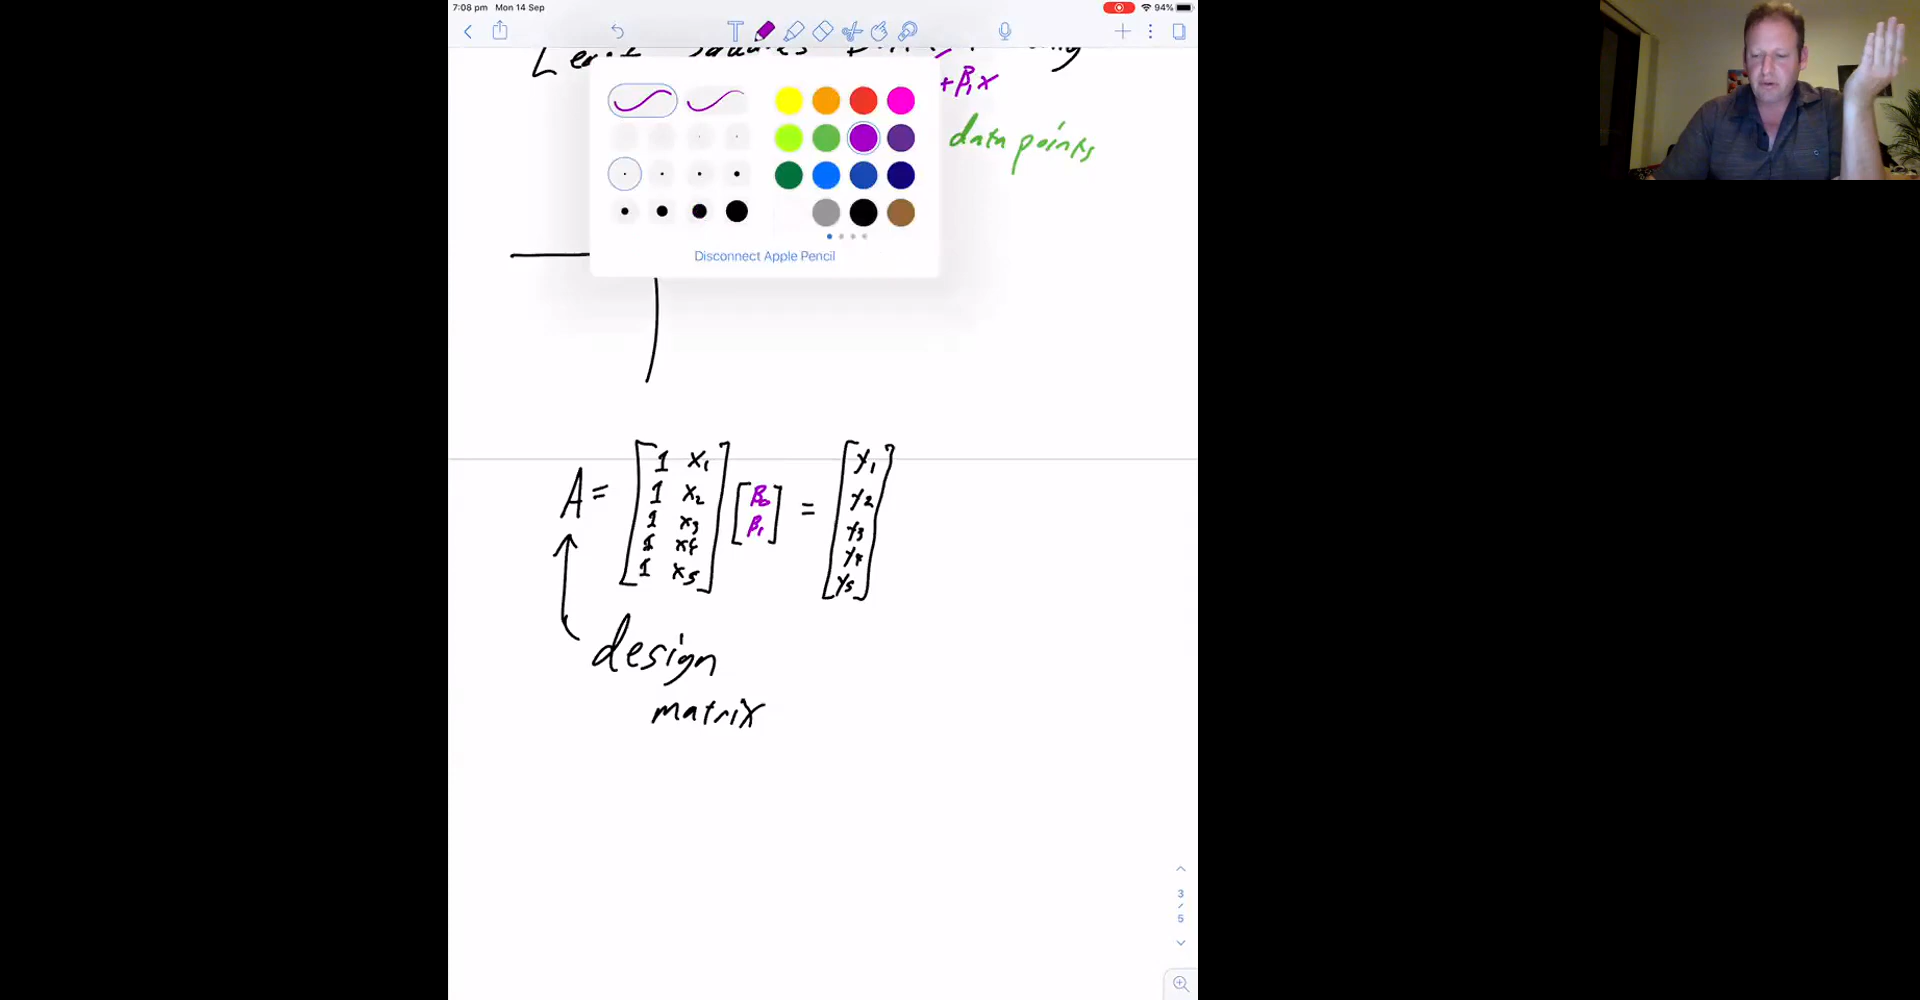 7:08 pm Mon 14 Sep
94%
+ β₁x
data points
Disconnect Apple Pencil
A = [1 x₁; 1 x₂; 1 x₃; 1 x₄; 1 x₅] [β₀; β₁] = [y₁; y₂; y₃; y₄; y₅]
design
matrix
3
/
5